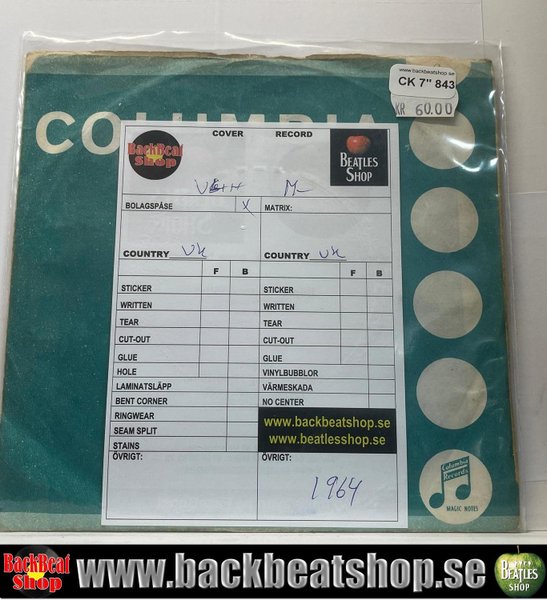 www.backbeatshop.se
CK 7" 843
KR 60.00
COLUMBIA
COVER RECORD
BackBeat
Shop
BEATLES
SHOP
M-
BOLAGSPÅSE X MATRIX:
COUNTRY UK COUNTRY UK
F B F B
STICKER STICKER
WRITTEN WRITTEN
TEAR TEAR
CUT-OUT CUT-OUT
GLUE GLUE
HOLE VINYLBUBBLOR
LAMINATSLÄPP VÄRMESKADA
BENT CORNER NO CENTER
RINGWEAR
SEAM SPLIT
STAINS
www.backbeatshop.se
www.beatlesshop.se
ÖVRIGT: ÖVRIGT:
1964
Columbia
Records
MAGIC NOTES
BackBeat
Shop
www.backbeatshop.se
BEATLES
SHOP